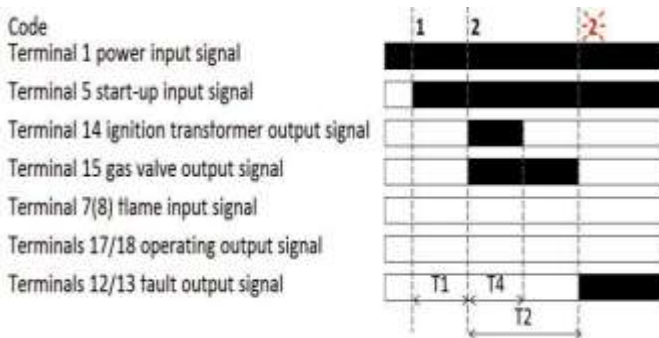 Code 1 2 -2-
Terminal 1 power input signal
Terminal 5 start-up input signal
Terminal 14 ignition transformer output signal
Terminal 15 gas valve output signal
Terminal 7(8) flame input signal
Terminals 17/18 operating output signal
Terminals 12/13 fault output signal
T1 T4
T2